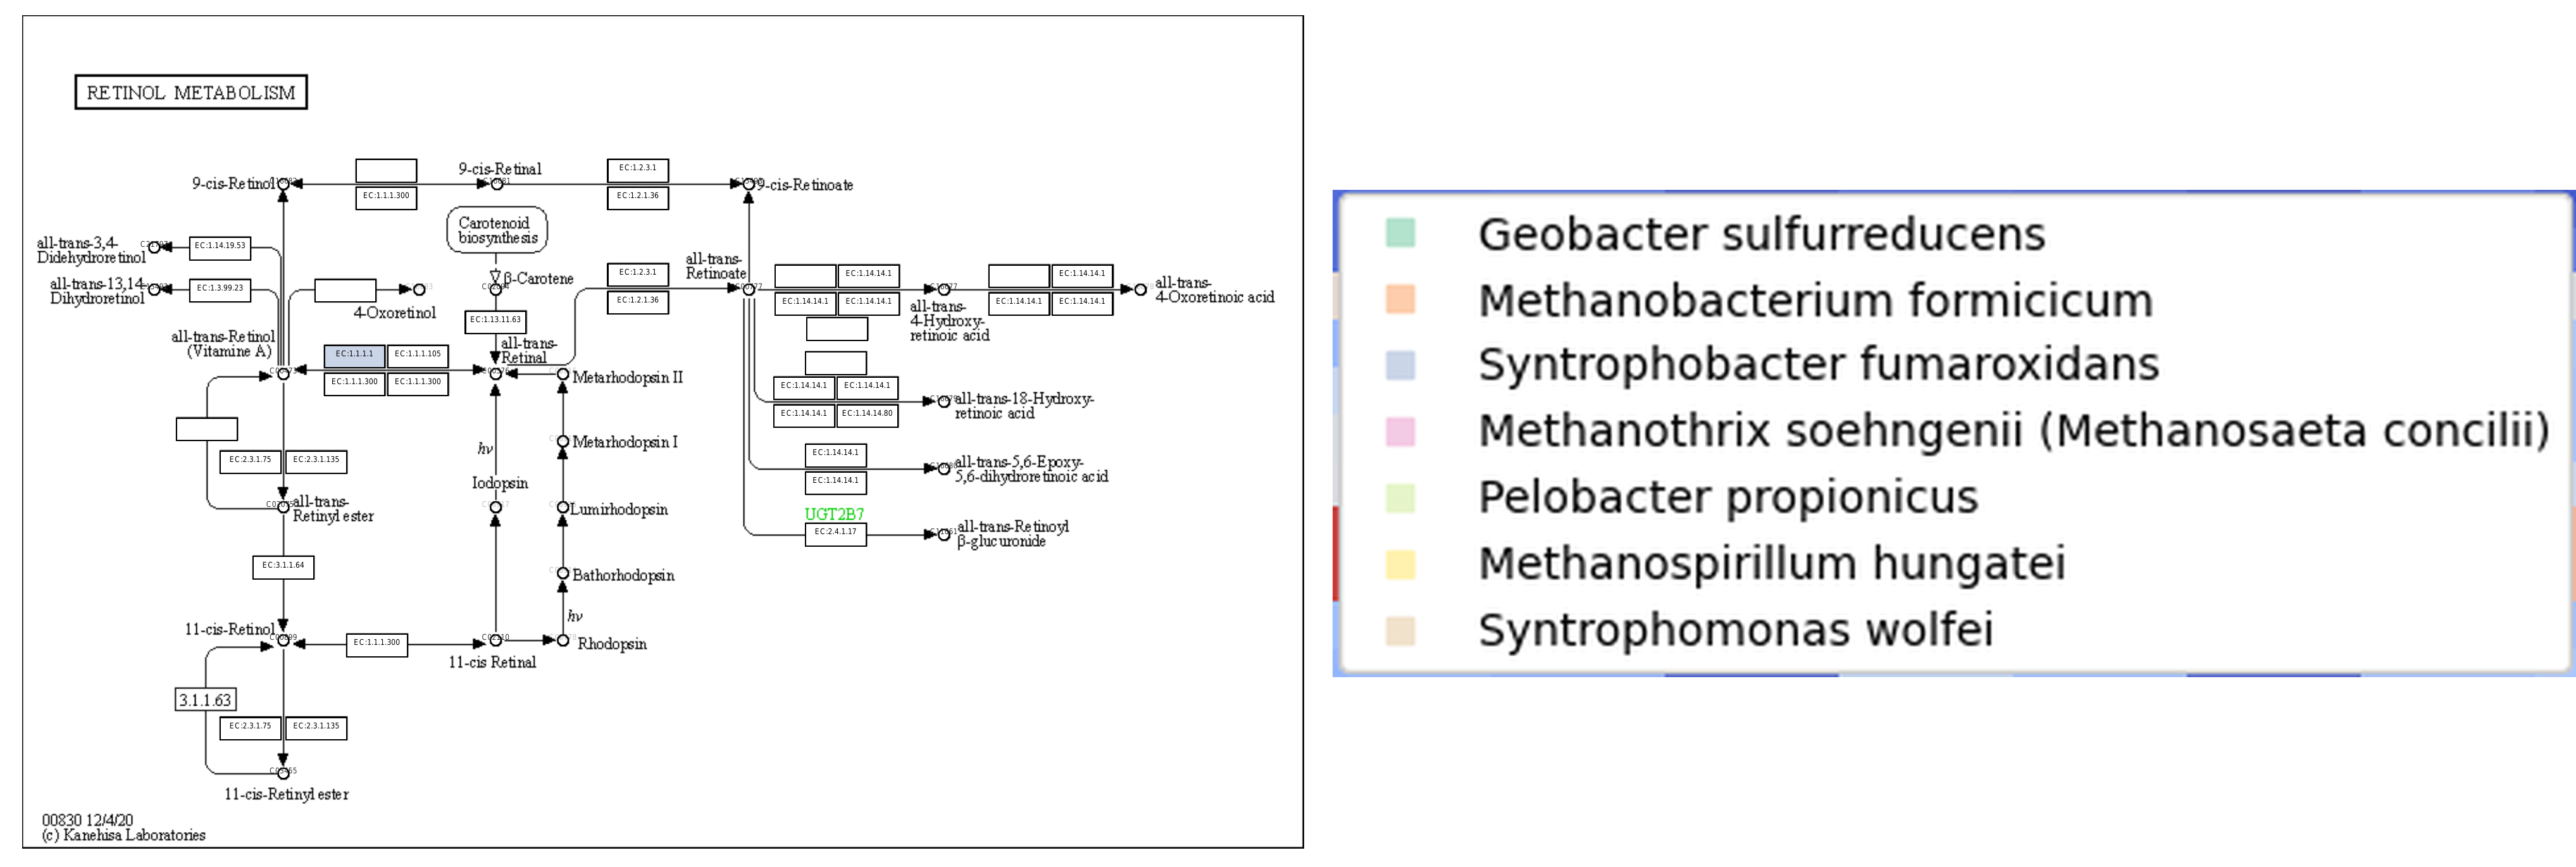 RETINOL METABOLISM
9-cis-Retinol
EC:1.1.1.300
9-cis-Retinal
EC:1.2.3.1
EC:1.2.1.36
9-cis-Retinoate
Carotenoid
biosynthesis
all-trans-3,4-
Didehydroretinol
EC:1.14.19.53
all-trans-13,14-
Dihydroretinol
EC:1.3.99.23
4-Oxoretinol
β-Carotene
EC:1.13.11.63
EC:1.2.3.1
EC:1.2.1.36
all-trans-
Retinoate
EC:1.14.14.1
EC:1.14.14.1
EC:1.14.14.1
all-trans-
4-Hydroxy-
retinoic acid
EC:1.14.14.1
EC:1.14.14.1
EC:1.14.14.1
all-trans-
4-Oxoretinoic acid
all-trans-Retinol
(Vitamine A)
EC:1.1.1.1
EC:1.1.1.105
EC:1.1.1.300
EC:1.1.1.300
all-trans-
Retinal
Metarhodopsin II
EC:1.14.14.1
EC:1.14.14.1
EC:1.14.14.1
EC:1.14.14.80
all-trans-18-Hydroxy-
retinoic acid
hν
Metarhodopsin I
EC:2.3.1.75
EC:2.3.1.135
Iodopsin
EC:1.14.14.1
EC:1.14.14.1
all-trans-5,6-Epoxy-
5,6-dihydroretinoic acid
all-trans-
Retinyl ester
Lumirhodopsin
UGT2B7
EC:2.4.1.17
all-trans-Retinoyl
β-glucuronide
EC:3.1.1.64
Bathorhodopsin
hν
11-cis-Retinol
EC:1.1.1.300
11-cis Retinal
Rhodopsin
3.1.1.63
EC:2.3.1.75
EC:2.3.1.135
11-cis-Retinyl ester
00830 12/4/20
(c) Kanehisa Laboratories
Geobacter sulfurreducens
Methanobacterium formicicum
Syntrophobacter fumaroxidans
Methanothrix soehngenii (Methanosaeta concilii)
Pelobacter propionicus
Methanospirillum hungatei
Syntrophomonas wolfei